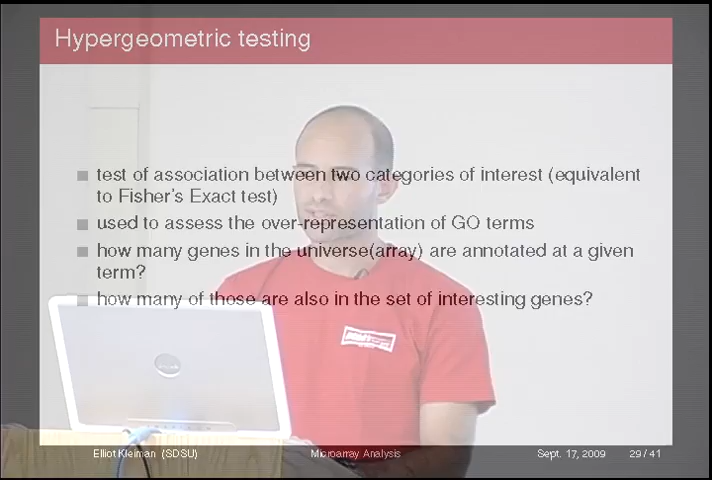 Hypergeometric testing
test of association between two categories of interest (equivalent
to Fisher's Exact test)
used to assess the over-representation of GO terms
how many genes in the universe(array) are annotated at a given
term?
how many of those are also in the set of interesting genes?
Elliot Kleiman (SDSU) Microarray Analysis Sept. 17, 2009 29 / 41